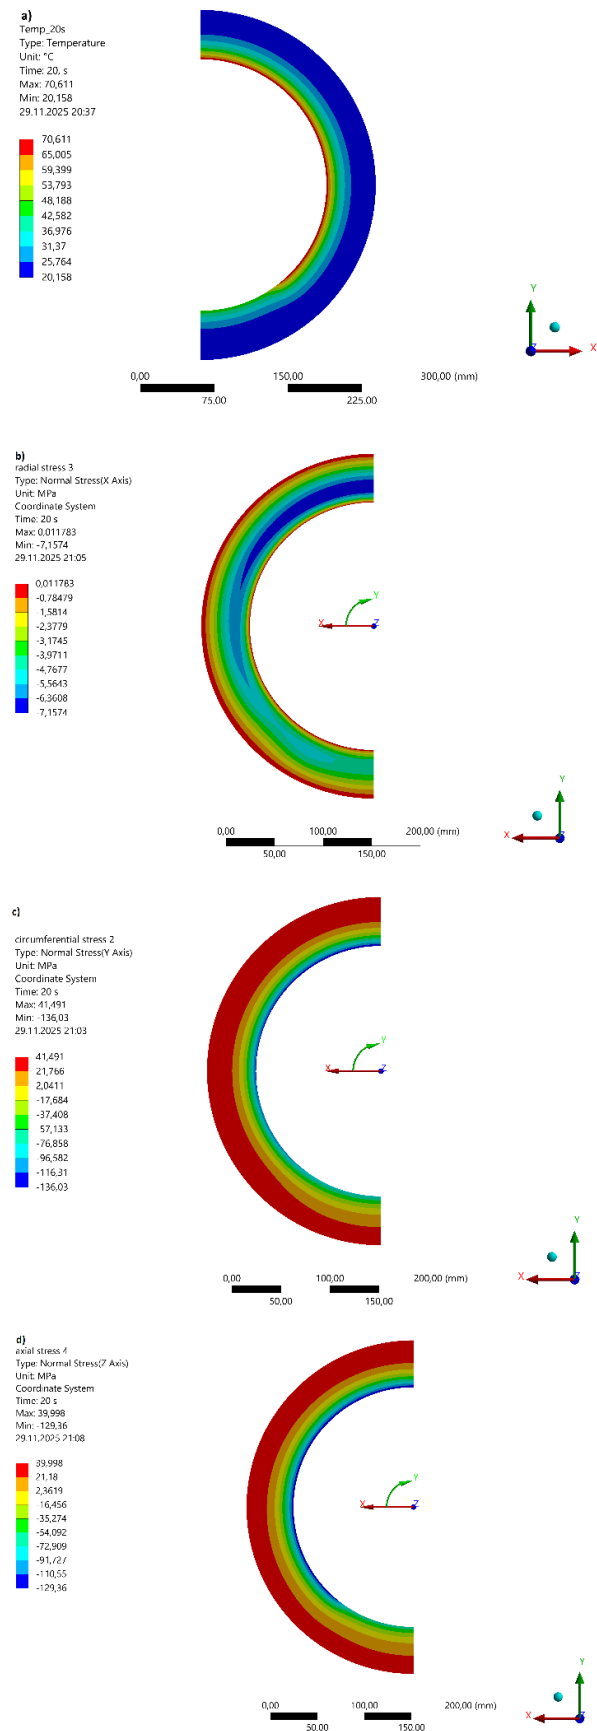 a)
Temp_20s
Type: Temperature
Unit: °C
Time: 20, s
Max: 70,611
Min: 20,158
29.11.2025 20:37
70,611
65,005
59,399
53,793
48,188
42,582
36,976
31,37
25,764
20,158
Y
Z
X
0,00
150,00
300,00 (mm)
75,00
225,00
b)
radial stress 3
Type: Normal Stress(X Axis)
Unit: MPa
Coordinate System
Time: 20 s
Max: 0,011783
Min: -7,1574
29.11.2025 21:05
0,011783
-0,78479
1,5814
-2,3779
-3,1745
-3,9711
-4,7677
-5,5643
-6,3608
-7,1574
Y
X
Z
Y
X
Z
0,00
100,00
200,00 (mm)
50,00
150,00
c)
circumferential stress 2
Type: Normal Stress(Y Axis)
Unit: MPa
Coordinate System
Time: 20 s
Max: 41,491
Min: -136,03
29.11.2025 21:03
41,491
21,766
2,0411
-17,684
-37,408
57,133
-76,858
96,582
-116,31
-136,03
Y
X
Z
Y
X
Z
0,00
100,00
200,00 (mm)
50,00
150,00
d)
axial stress 4
Type: Normal Stress(Z Axis)
Unit: MPa
Coordinate System
Time: 20 s
Max: 39,998
Min: -129,36
29.11.2025 21:08
39,998
21,18
2,3619
-16,456
-35,274
-54,092
-72,909
-91,727
-110,55
-129,36
Y
X
Z
Y
X
Z
0,00
100,00
200,00 (mm)
50,00
150,00